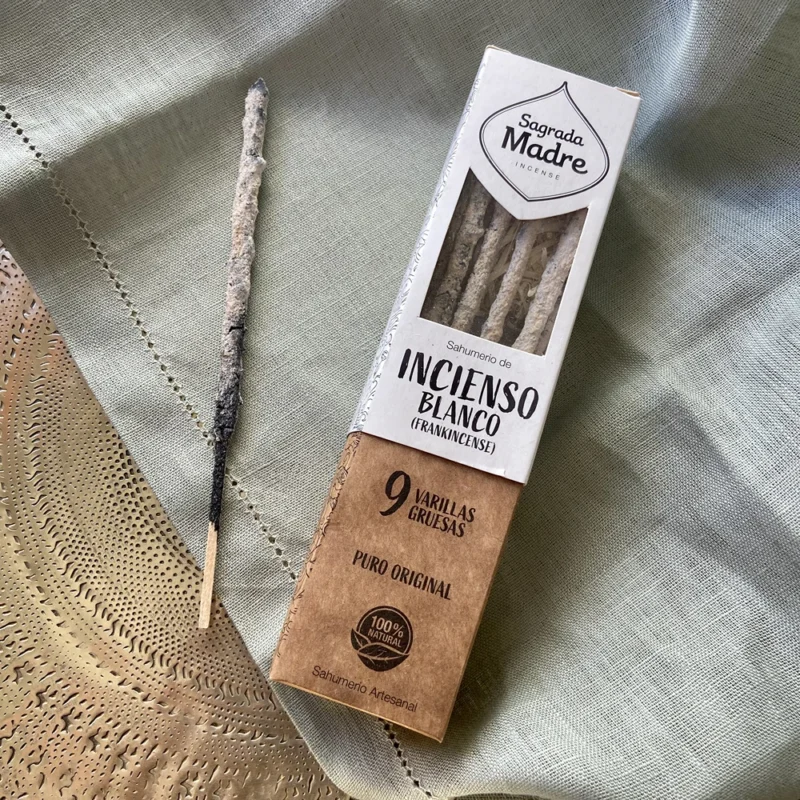 Sagrada
Madre
INCENSE
Sahumerio de
INCIENSO
BLANCO
(FRANKINCENSE)
9 VARILLAS
GRUESAS
PURO ORIGINAL
100%
NATURAL
Sahumerio Artesanal